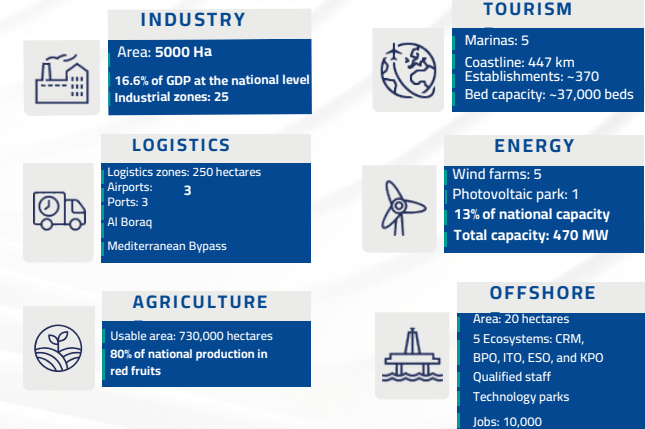 INDUSTRY
Area: 5000 Ha
16.6% of GDP at the national level
Industrial zones: 25
TOURISM
Marinas: 5
Coastline: 447 km
Establishments: ~370
Bed capacity: ~37,000 beds
LOGISTICS
Logistics zones: 250 hectares
Airports: 3
Ports: 3
Al Boraq
Mediterranean Bypass
ENERGY
Wind farms: 5
Photovoltaic park: 1
13% of national capacity
Total capacity: 470 MW
AGRICULTURE
Usable area: 730,000 hectares
80% of national production in
red fruits
OFFSHORE
Area: 20 hectares
5 Ecosystems: CRM,
BPO, ITO, ESO, and KPO
Qualified staff
Technology parks
Jobs: 10,000